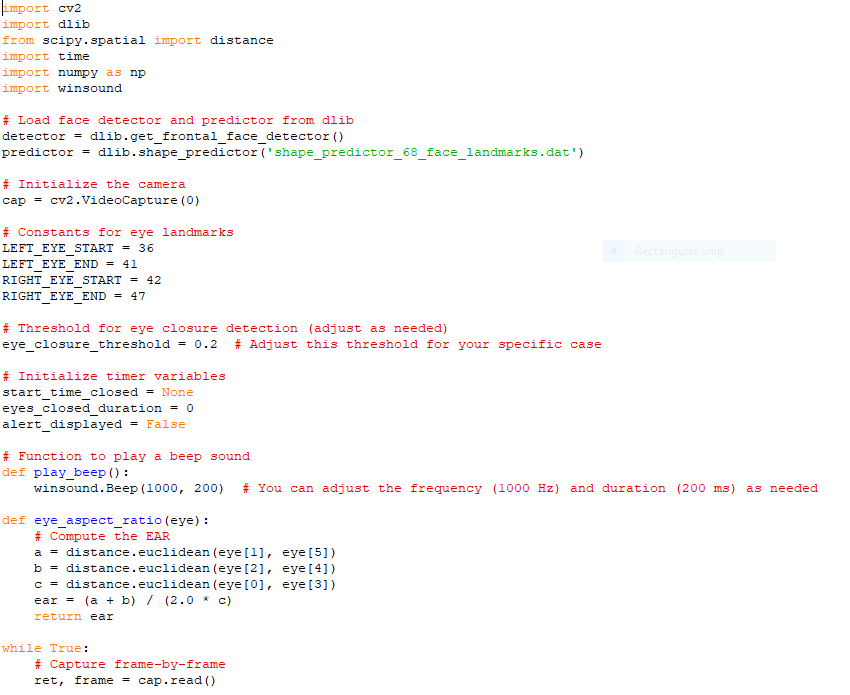 import cv2
import dlib
from scipy.spatial import distance
import time
import numpy as np
import winsound

# Load face detector and predictor from dlib
detector = dlib.get_frontal_face_detector()
predictor = dlib.shape_predictor('shape_predictor_68_face_landmarks.dat')

# Initialize the camera
cap = cv2.VideoCapture(0)

# Constants for eye landmarks
LEFT_EYE_START = 36
Rectangular Snip
LEFT_EYE_END = 41
RIGHT_EYE_START = 42
RIGHT_EYE_END = 47

# Threshold for eye closure detection (adjust as needed)
eye_closure_threshold = 0.2  # Adjust this threshold for your specific case

# Initialize timer variables
start_time_closed = None
eyes_closed_duration = 0
alert_displayed = False

# Function to play a beep sound
def play_beep():
    winsound.Beep(1000, 200)  # You can adjust the frequency (1000 Hz) and duration (200 ms) as needed

def eye_aspect_ratio(eye):
    # Compute the EAR
    a = distance.euclidean(eye[1], eye[5])
    b = distance.euclidean(eye[2], eye[4])
    c = distance.euclidean(eye[0], eye[3])
    ear = (a + b) / (2.0 * c)
    return ear

while True:
    # Capture frame-by-frame
    ret, frame = cap.read()